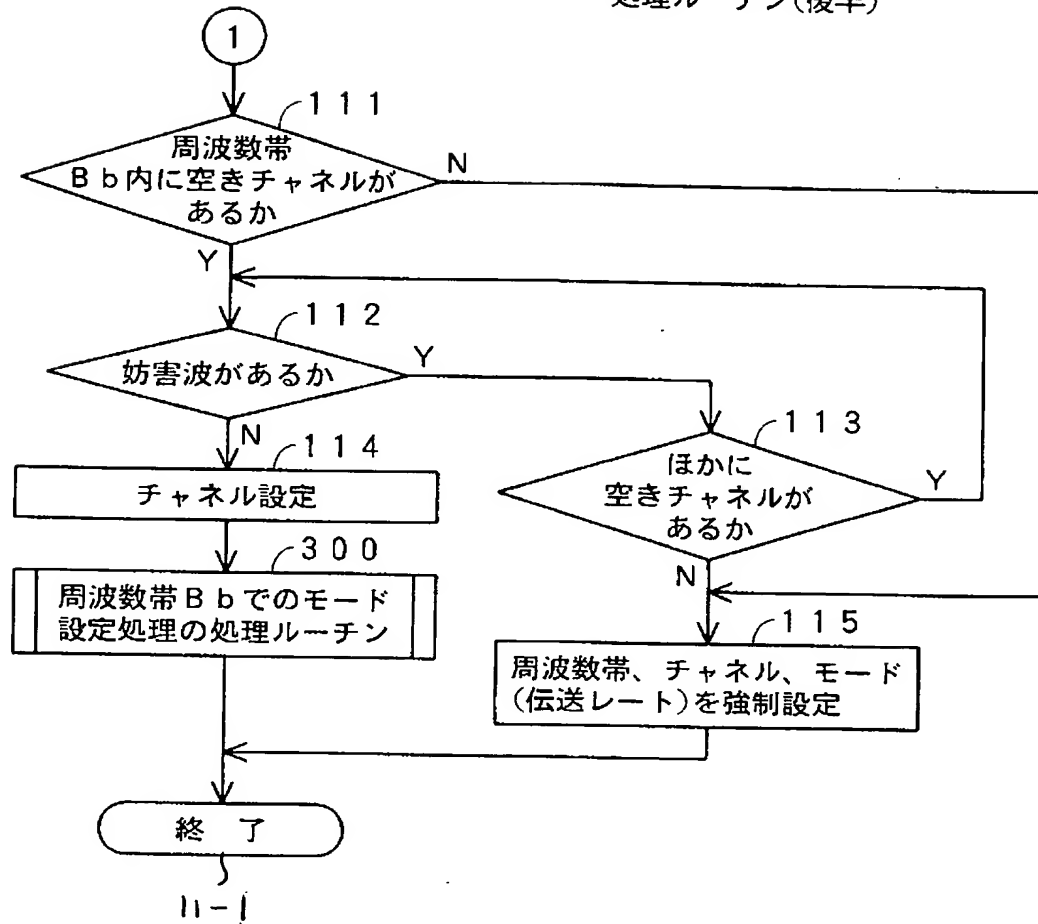 処理ルーチン(後半)
1
111
周波数帯
Bb内に空きチャネルが
あるか
N
Y
112
妨害波があるか
Y
N
113
ほかに
空きチャネルが
あるか
Y
N
114
チャネル設定
300
周波数帯Bbでのモード
設定処理の処理ルーチン
115
周波数帯、チャネル、モード
(伝送レート)を強制設定
終 了
11-1